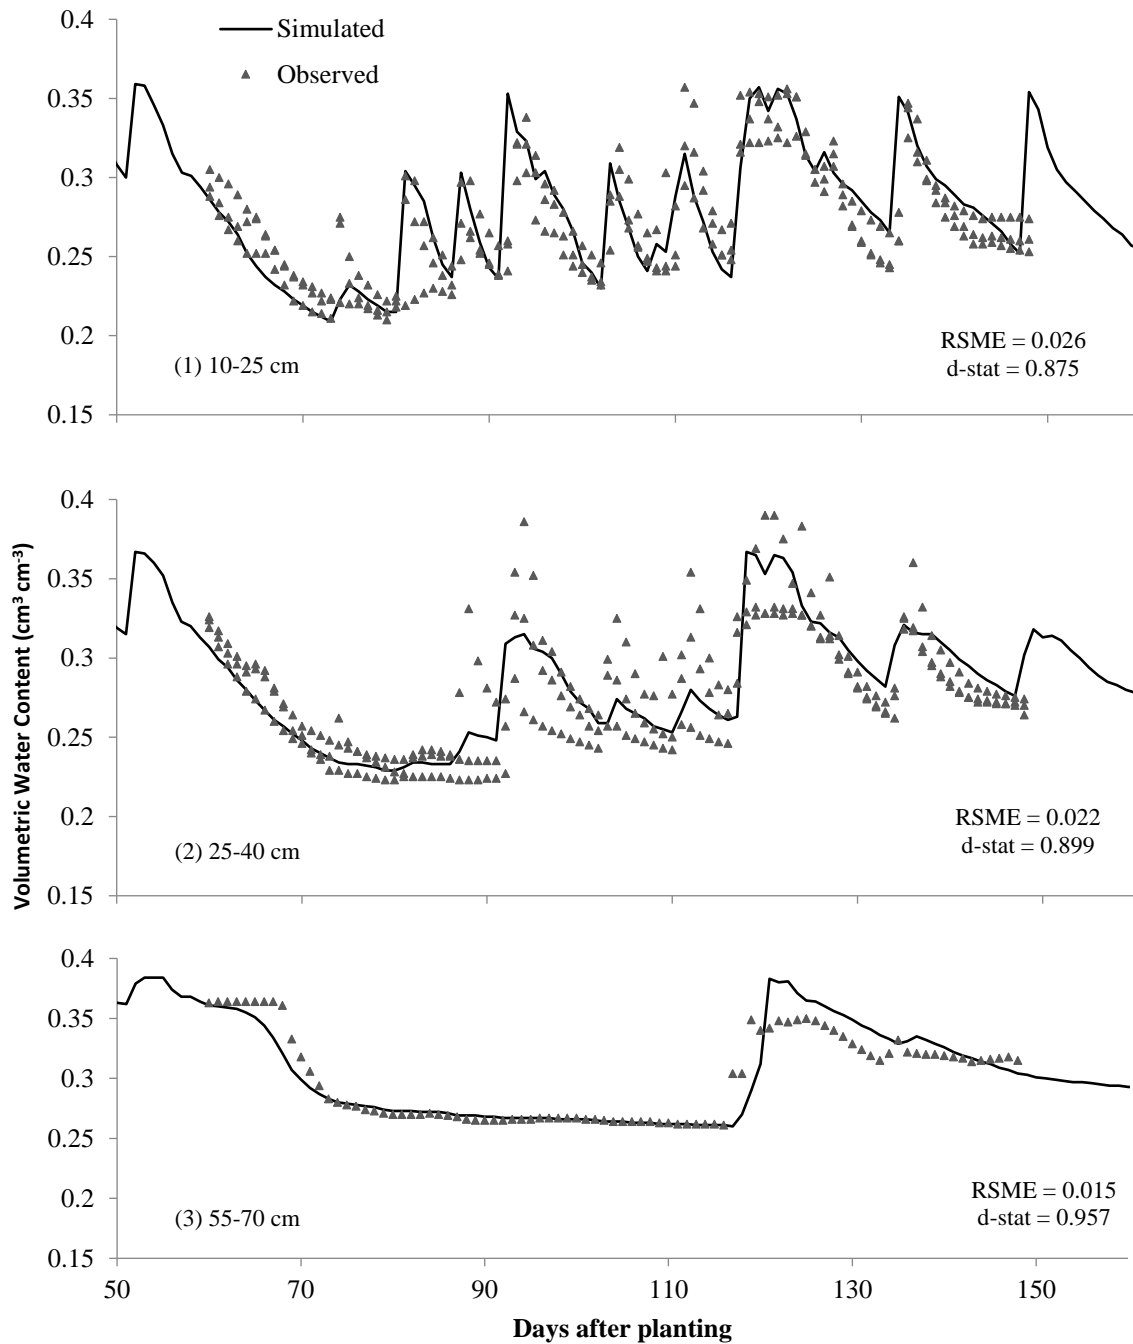 0.4
Simulated
Observed
0.35
0.3
0.25
0.2
0.15
(1) 10-25 cm
RSME = 0.026
d-stat = 0.875
Volumetric Water Content (cm³ cm⁻³)
0.4
0.35
0.3
0.25
0.2
0.15
(2) 25-40 cm
RSME = 0.022
d-stat = 0.899
0.4
0.35
0.3
0.25
0.2
0.15
(3) 55-70 cm
RSME = 0.015
d-stat = 0.957
50 70 90 110 130 150
Days after planting